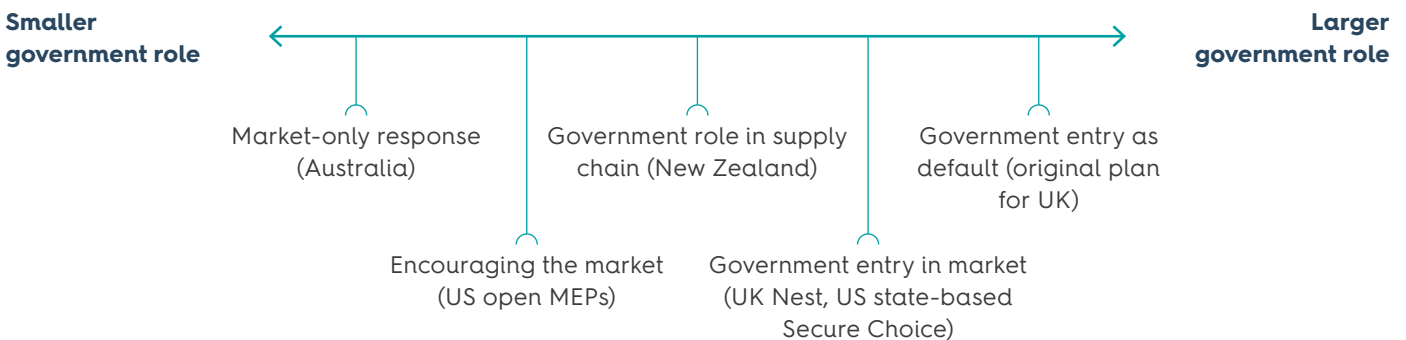 Smaller
government role
Larger
government role
Market-only response
(Australia)
Government role in supply
chain (New Zealand)
Government entry as
default (original plan
for UK)
Encouraging the market
(US open MEPs)
Government entry in market
(UK Nest, US state-based
Secure Choice)